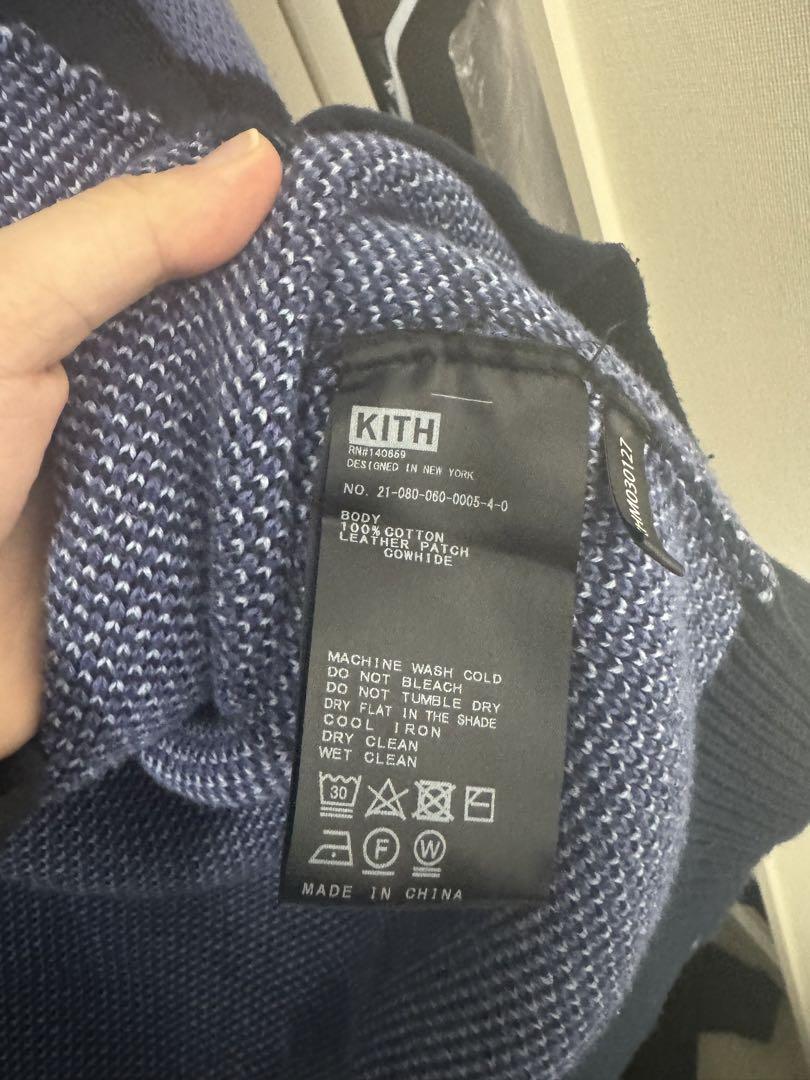 KITH
RN#140669
DESIGNED IN NEW YORK
NO. 21-080-060-0005-4-0
BODY
100% COTTON
LEATHER PATCH
COWHIDE
MACHINE WASH COLD
DO NOT BLEACH
DO NOT TUMBLE DRY
DRY FLAT IN THE SHADE
COOL IRON
DRY CLEAN
WET CLEAN
30
F
W
MADE IN CHINA